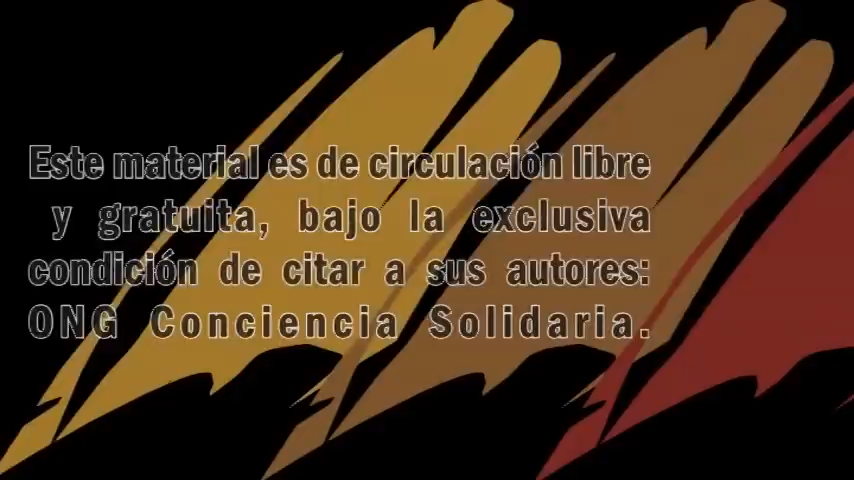 Este material es de circulación libre
y gratuita, bajo la exclusiva
condición de citar a sus autores:
ONG Conciencia Solidaria.